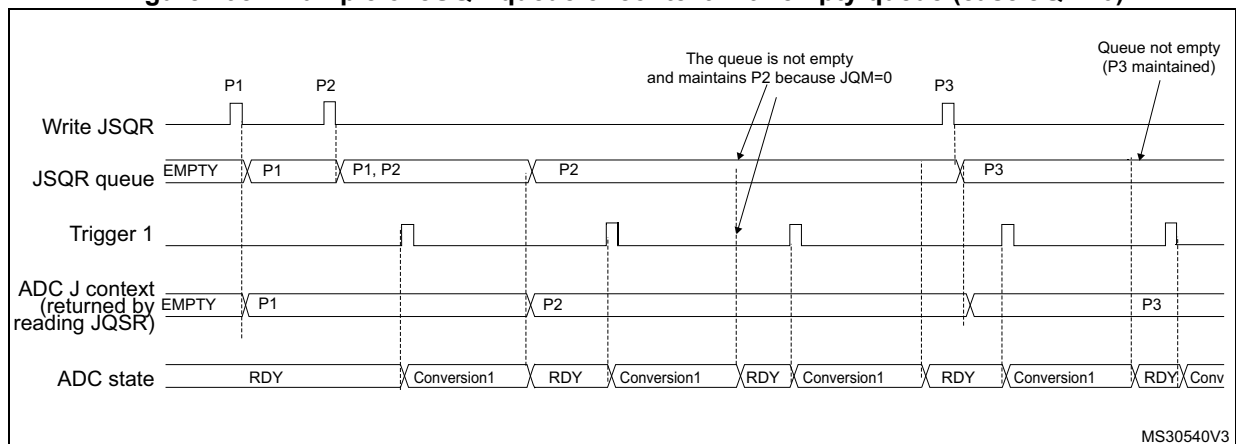 The queue is not empty
and maintains P2 because JQM=0
Queue not empty
(P3 maintained)
P1
P2
P3
Write JSQR
JSQR queue
EMPTY
P1
P1, P2
P2
P3
Trigger 1
ADC J context
(returned by
reading JQSR)
EMPTY
P1
P2
P3
ADC state
RDY
Conversion1
RDY
Conversion1
RDY
Conversion1
RDY
Conversion1
RDY
Conv
MS30540V3